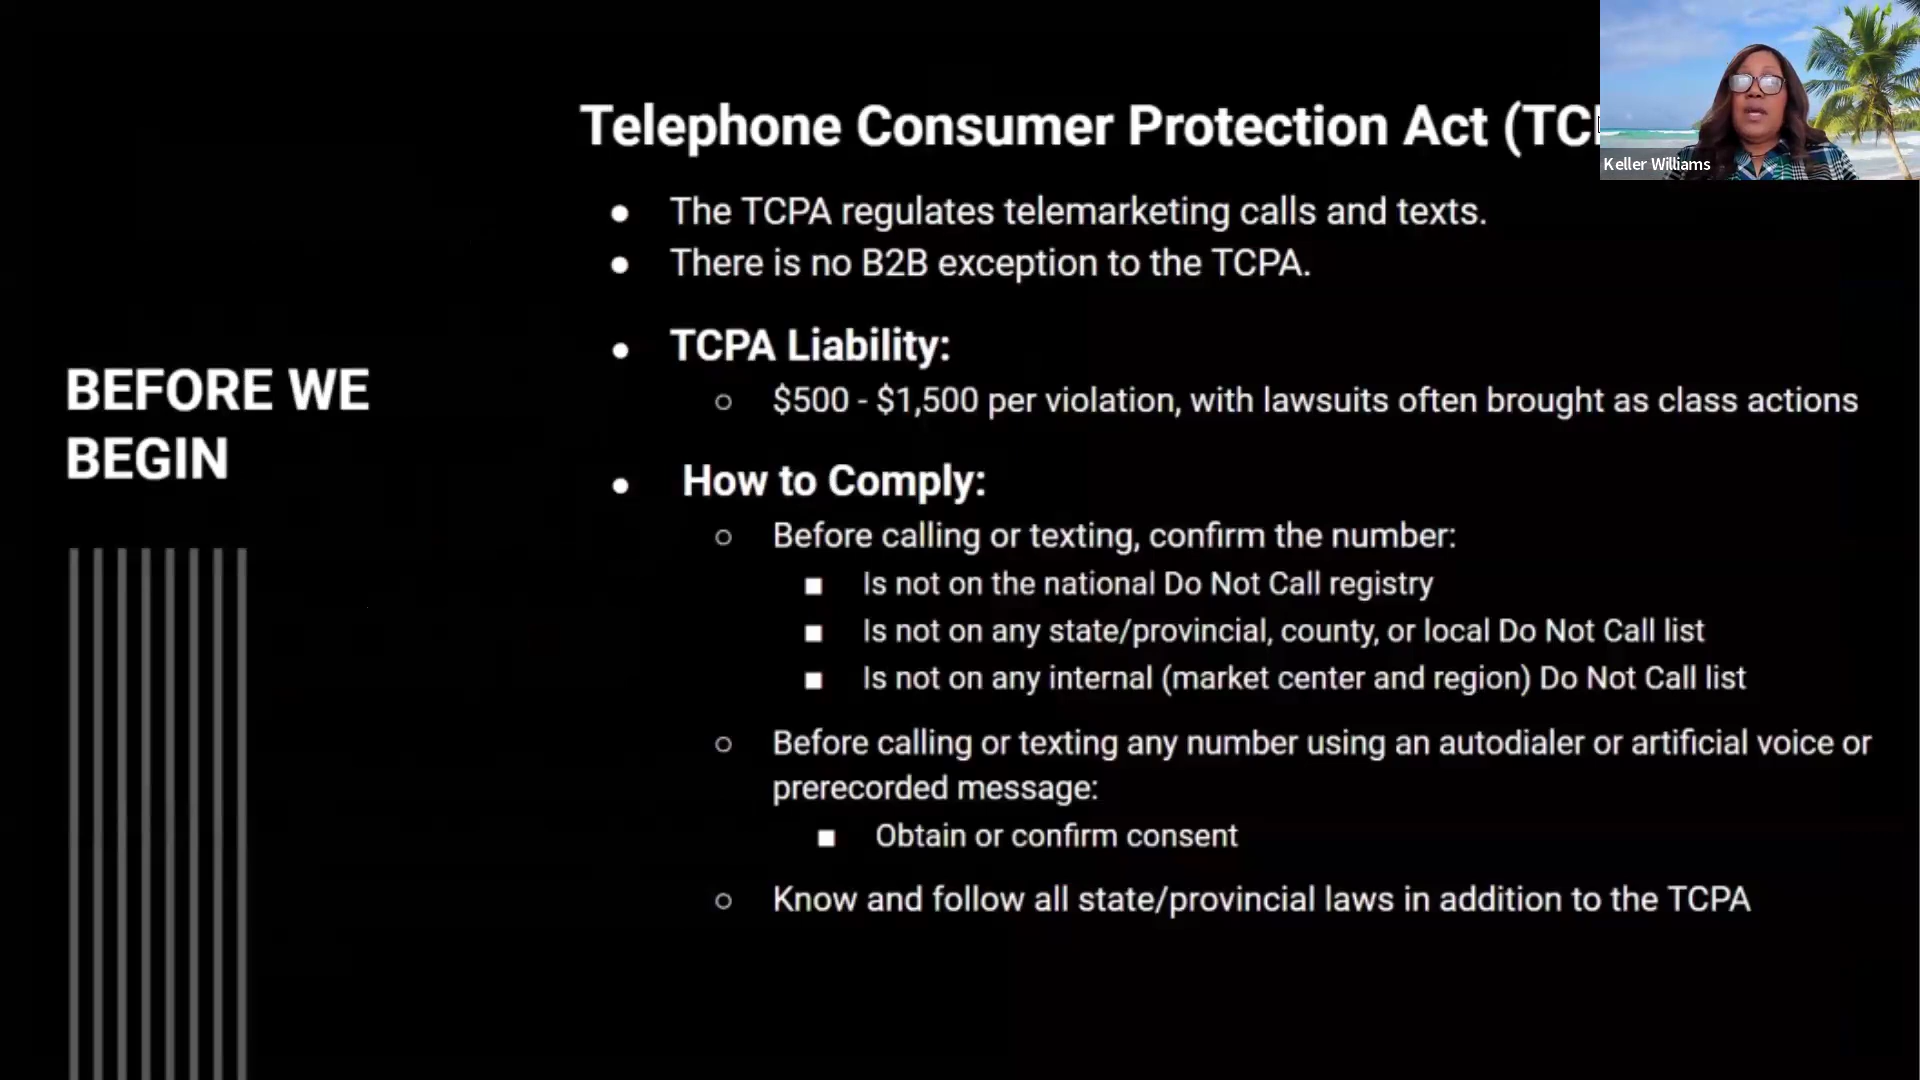 Telephone Consumer Protection Act (TC
Keller Williams
The TCPA regulates telemarketing calls and texts.
There is no B2B exception to the TCPA.
TCPA Liability:
$500 - $1,500 per violation, with lawsuits often brought as class actions
BEFORE WE
BEGIN
How to Comply:
Before calling or texting, confirm the number:
Is not on the national Do Not Call registry
Is not on any state/provincial, county, or local Do Not Call list
Is not on any internal (market center and region) Do Not Call list
Before calling or texting any number using an autodialer or artificial voice or
prerecorded message:
Obtain or confirm consent
Know and follow all state/provincial laws in addition to the TCPA